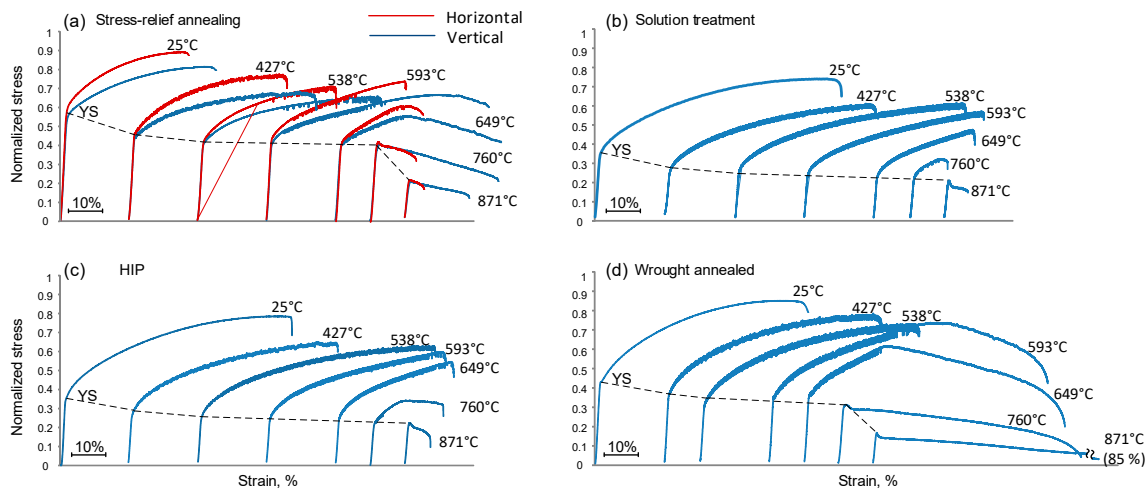 (a) Stress-relief annealing
Horizontal
Vertical
Normalized stress
1
0.9
0.8
0.7
0.6
0.5
0.4
0.3
0.2
0.1
0
25°C
427°C
538°C
593°C
649°C
760°C
871°C
YS
10%
(b) Solution treatment
1
0.9
0.8
0.7
0.6
0.5
0.4
0.3
0.2
0.1
0
25°C
427°C
538°C
593°C
649°C
760°C
871°C
YS
10%
(c) HIP
Normalized stress
1
0.9
0.8
0.7
0.6
0.5
0.4
0.3
0.2
0.1
0
25°C
427°C
538°C
593°C
649°C
760°C
871°C
YS
10%
Strain, %
(d) Wrought annealed
1
0.9
0.8
0.7
0.6
0.5
0.4
0.3
0.2
0.1
0
25°C
427°C
538°C
593°C
649°C
760°C
871°C
(85 %)
YS
10%
Strain, %